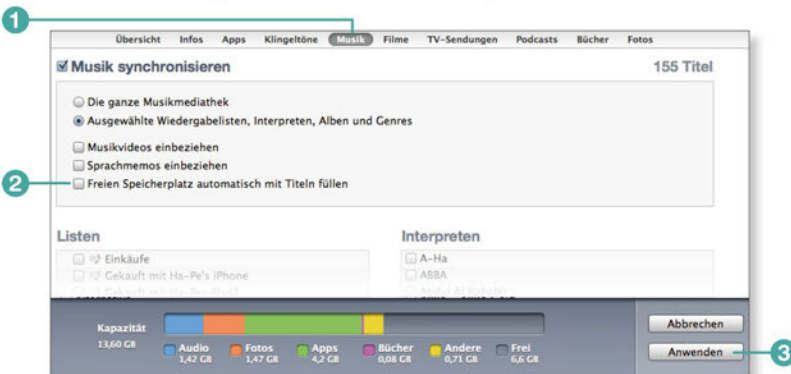 1
Übersicht Infos Apps Klingeltöne Musik Filme TV-Sendungen Podcasts Bücher Fotos
Musik synchronisieren 155 Titel
Die ganze Musikmediathek
Ausgewählte Wiedergabelisten, Interpreten, Alben und Genres
Musikvideos einbeziehen
Sprachmemos einbeziehen
2 Freien Speicherplatz automatisch mit Titeln füllen
Listen Interpreten
Einkäufe A-Ha
Gekauft mit Ha-Pe's iPhone ABBA
Gekauft mit
Kapazität
13,60 GB
Audio Fotos Apps Bücher Andere Frei
1,42 GB 1,47 GB 4,2 GB 0,08 GB 0,71 GB 6,6 GB
Abbrechen
Anwenden 3